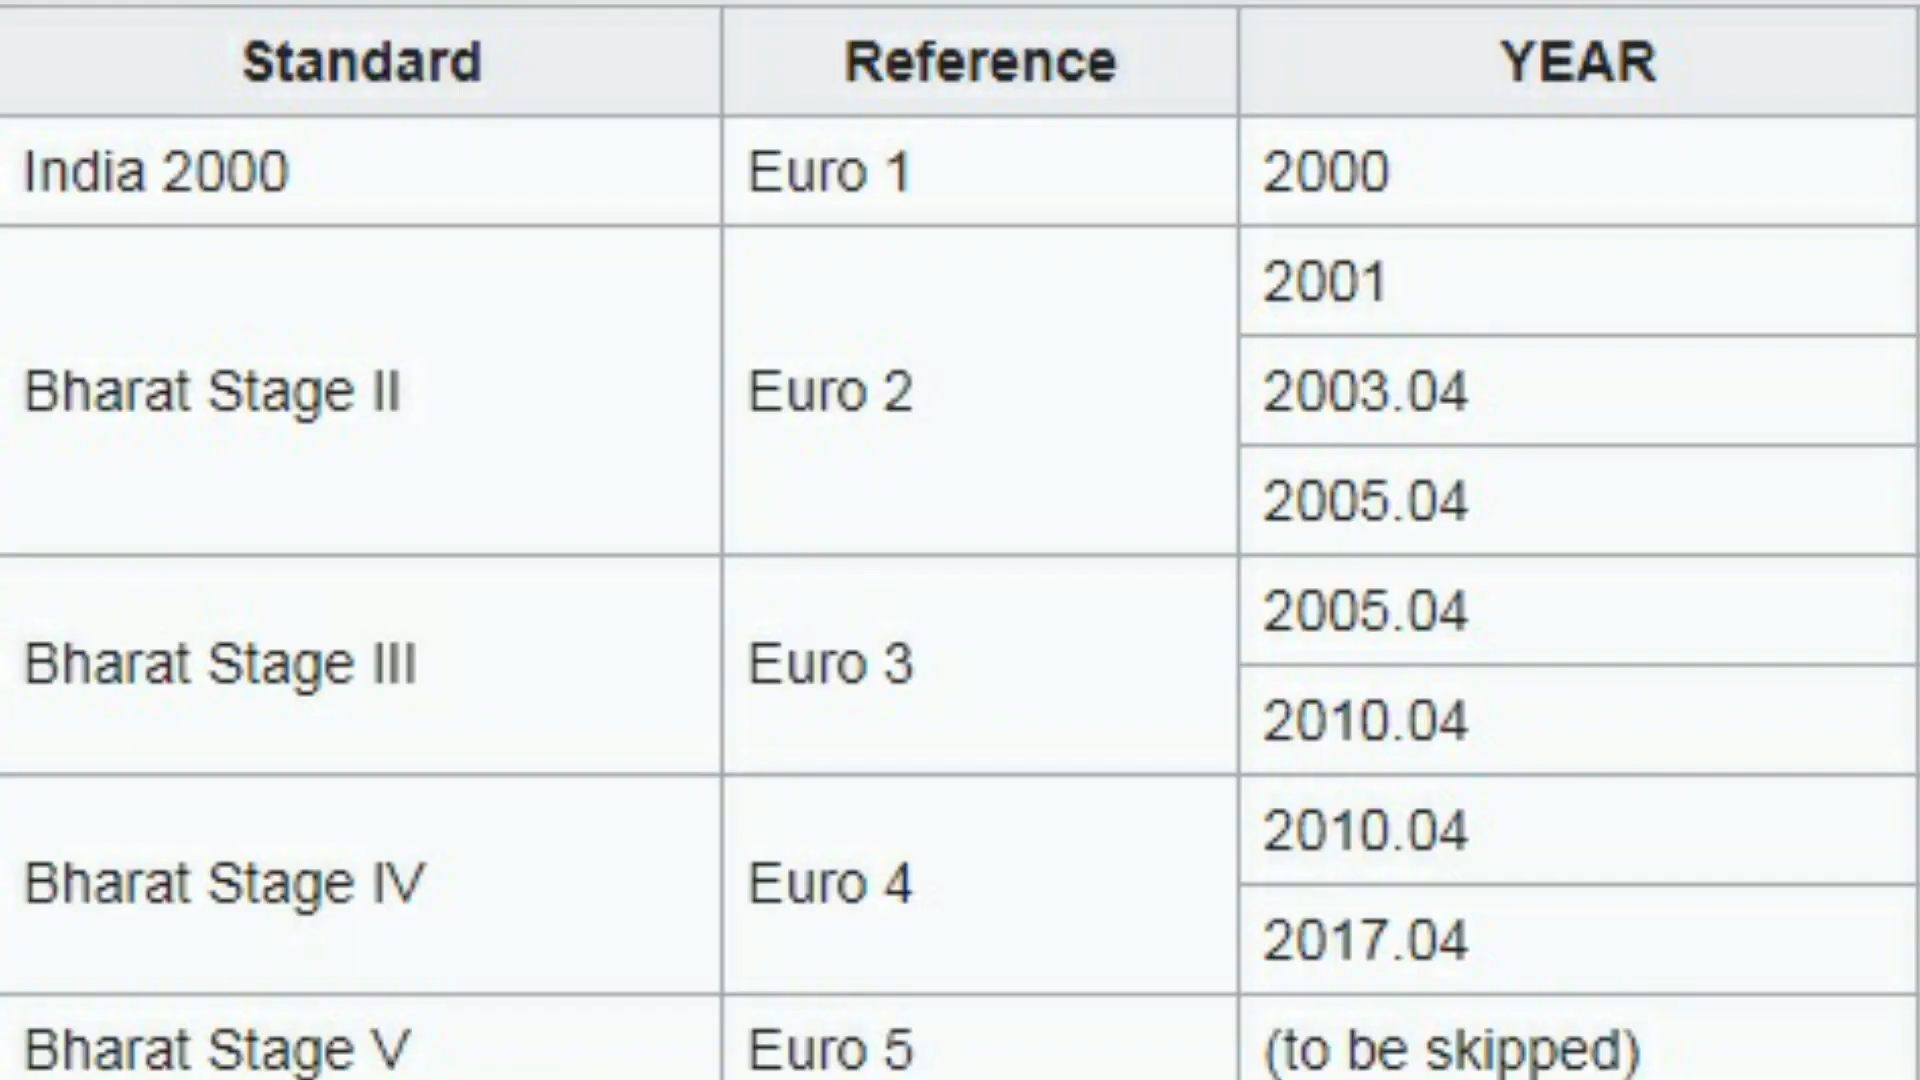 Standard Reference YEAR
India 2000 Euro 1 2000
2001
Bharat Stage II Euro 2 2003.04
2005.04
2005.04
Bharat Stage III Euro 3
2010.04
2010.04
Bharat Stage IV Euro 4
2017.04
Bharat Stage V Euro 5 (to be skipped)